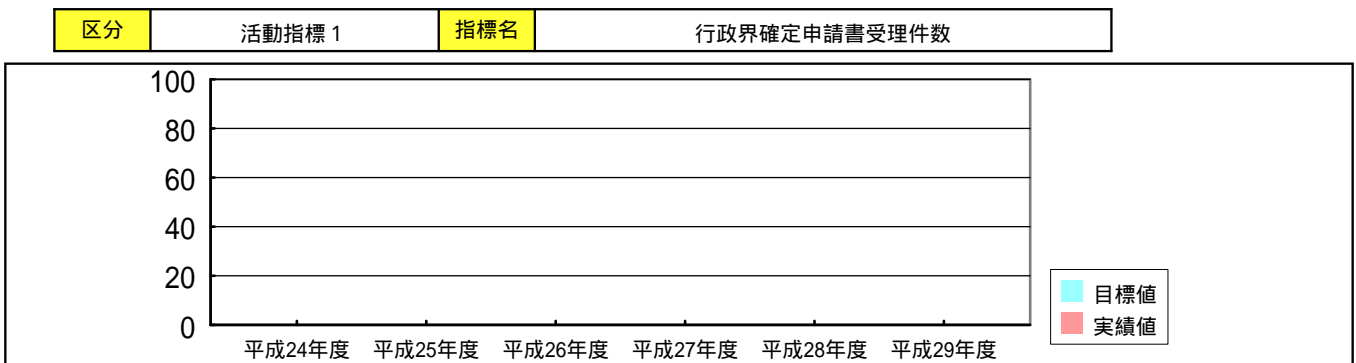 区分 活動指標1 指標名 行政界確定申請書受理件数
100
80
60
40
20
0
平成24年度 平成25年度 平成26年度 平成27年度 平成28年度 平成29年度
目標値
実績値